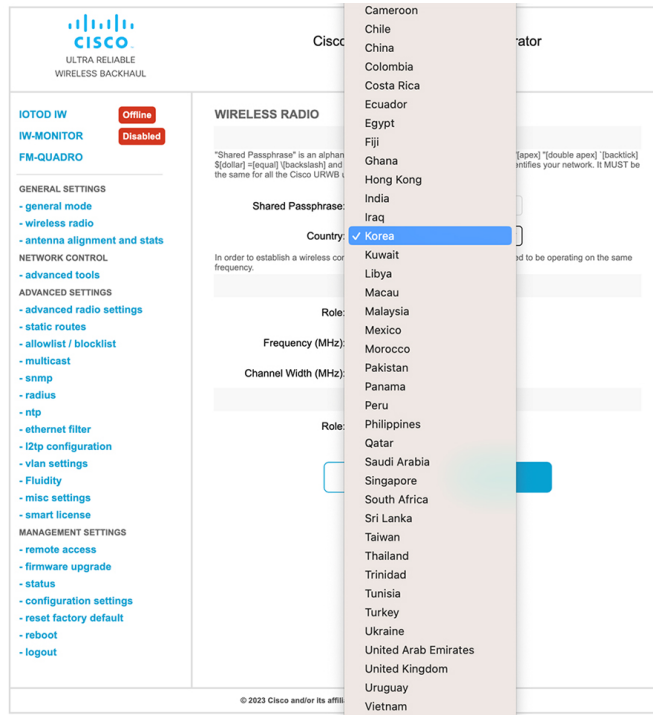 CISCO
ULTRA RELIABLE
WIRELESS BACKHAUL
Cisco
rator
IOTOD IW Offline
IW-MONITOR Disabled
FM-QUADRO
GENERAL SETTINGS
- general mode
- wireless radio
- antenna alignment and stats
NETWORK CONTROL
- advanced tools
ADVANCED SETTINGS
- advanced radio settings
- static routes
- allowlist / blocklist
- multicast
- snmp
- radius
- ntp
- ethernet filter
- l2tp configuration
- vlan settings
- Fluidity
- misc settings
- smart license
MANAGEMENT SETTINGS
- remote access
- firmware upgrade
- status
- configuration settings
- reset factory default
- reboot
- logout
WIRELESS RADIO
"Shared Passphrase" is an alphan
[apex] "[double apex] `[backtick]
$[dollar] =[equal] \[backslash] and
entifies your network. It MUST be
the same for all the Cisco URWB u
Shared Passphrase:
Country:
In order to establish a wireless con
ed to be operating on the same
frequency.
Role:
Frequency (MHz):
Channel Width (MHz):
Role:
Cameroon
Chile
China
Colombia
Costa Rica
Ecuador
Egypt
Fiji
Ghana
Hong Kong
India
Iraq
✓ Korea
Kuwait
Libya
Macau
Malaysia
Mexico
Morocco
Pakistan
Panama
Peru
Philippines
Qatar
Saudi Arabia
Singapore
South Africa
Sri Lanka
Taiwan
Thailand
Trinidad
Tunisia
Turkey
Ukraine
United Arab Emirates
United Kingdom
Uruguay
Vietnam
© 2023 Cisco and/or its affili